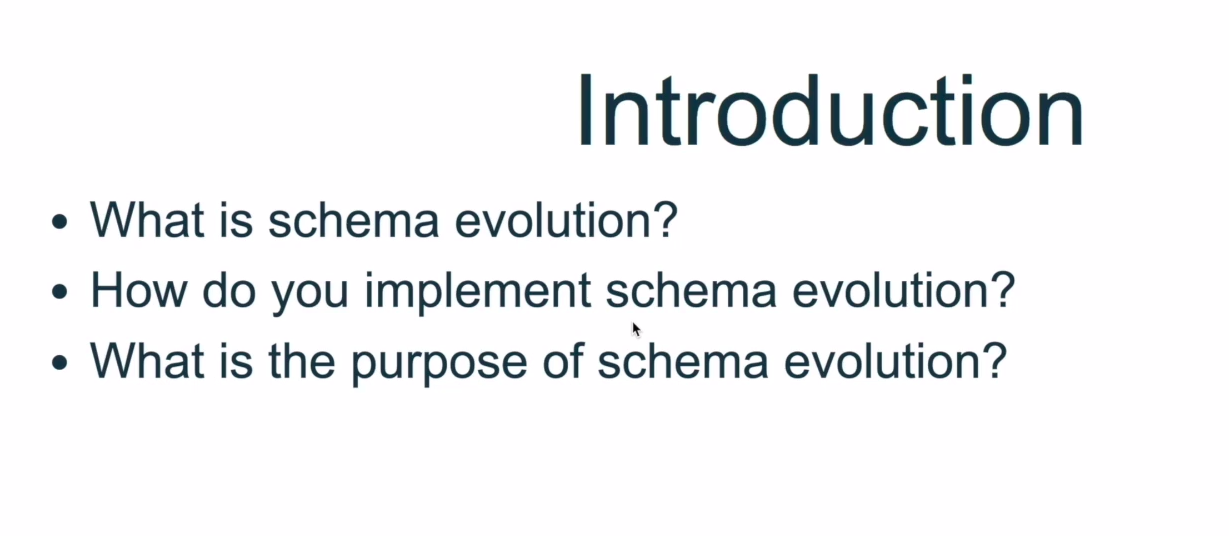 Introduction
• What is schema evolution?
• How do you implement schema evolution?
• What is the purpose of schema evolution?